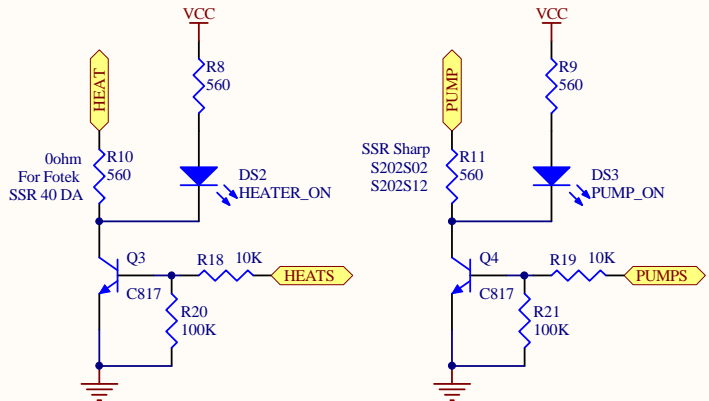 VCC
HEAT
R8
560
0ohm
For Fotek
SSR 40 DA
R10
560
DS2
HEATER_ON
Q3
C817
R18 10K
HEATS
R20
100K
VCC
PUMP
R9
560
SSR Sharp
S202S02
S202S12
R11
560
DS3
PUMP_ON
Q4
C817
R19 10K
PUMPS
R21
100K